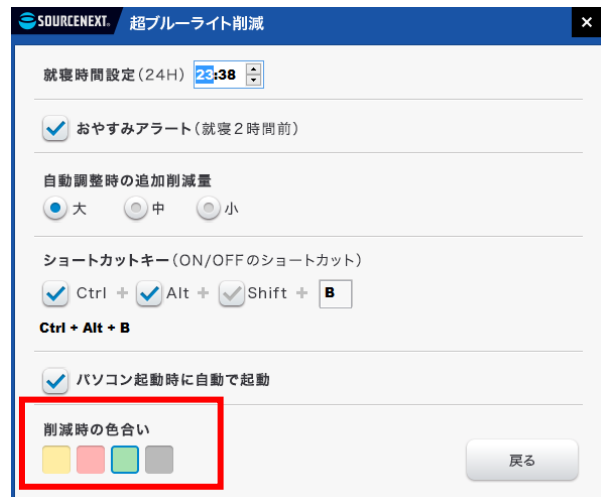 SOURCENEXT. 超ブルーライト削減 ×
就寝時間設定(24H) 23:38
おやすみアラート(就寝2時間前)
自動調整時の追加削減量
大 中 小
ショートカットキー(ON/OFFのショートカット)
Ctrl + Alt + Shift + B
Ctrl + Alt + B
パソコン起動時に自動で起動
削減時の色合い
戻る